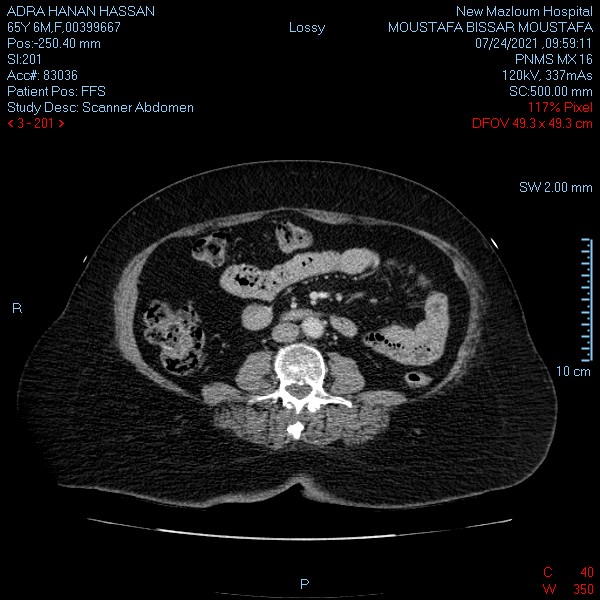 ADRA HANAN HASSAN
65Y 6M,F,00399667
Pos:-250.40 mm
SI:201
Acc#: 83036
Patient Pos: FFS
Study Desc: Scanner Abdomen
< 3 - 201 >
Lossy
New Mazloum Hospital
MOUSTAFA BISSAR MOUSTAFA
07/24/2021 ,09:59:11
PNMS MX 16
120kV, 337mAs
SC:500.00 mm
117% Pixel
DFOV 49.3 x 49.3 cm
SW 2.00 mm
R
10 cm
P
C 40
W 350